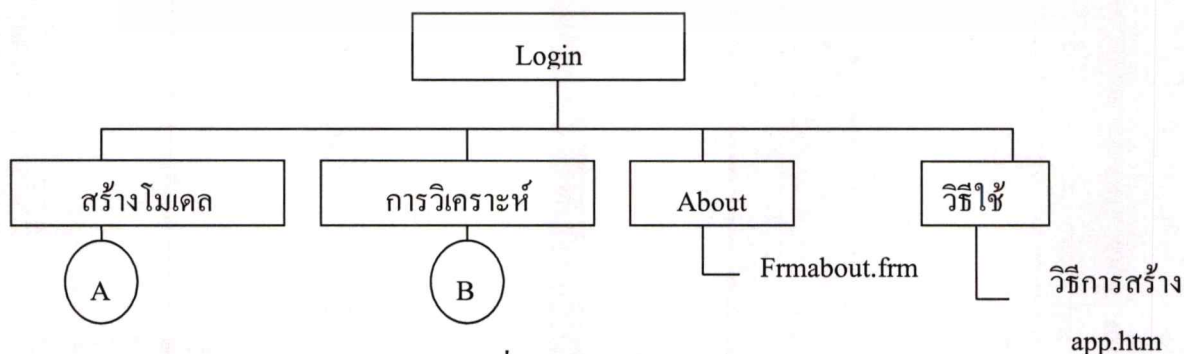 Login
สร้างโมเดล
การวิเคราะห์
About
วิธีใช้
A
B
Frmabout.frm
วิธีการสร้าง
app.htm